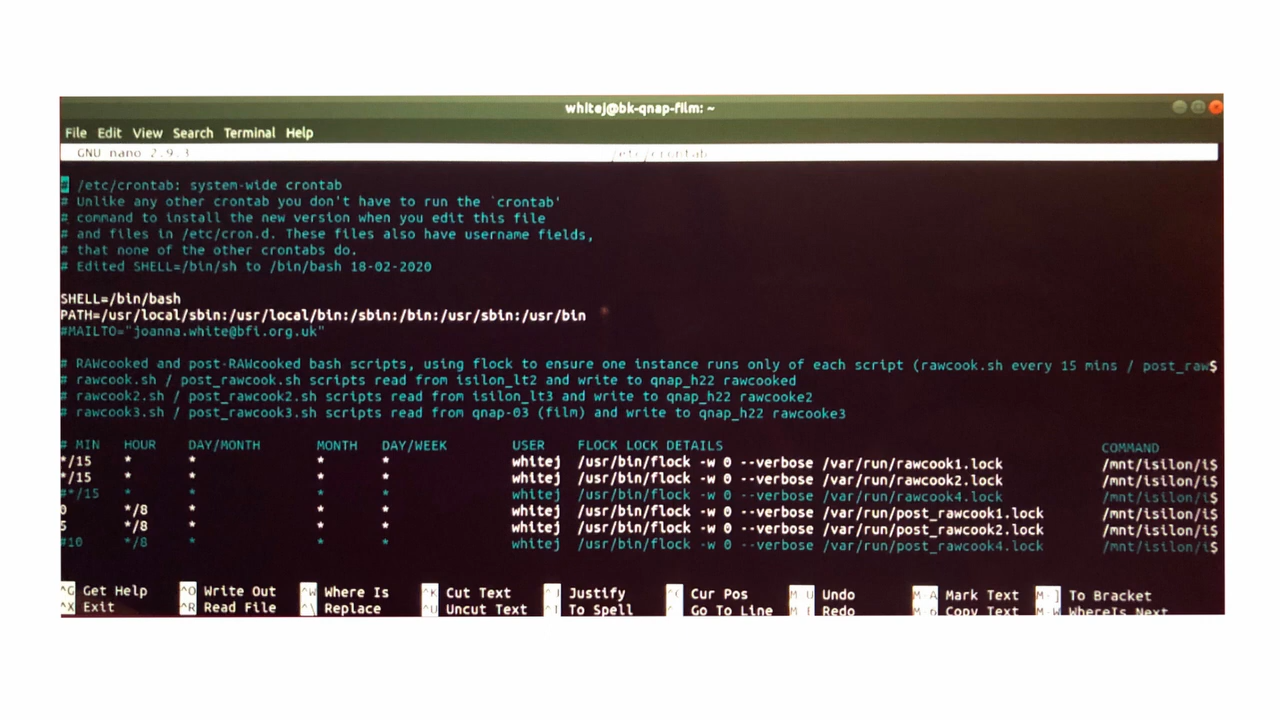 whitej@bk-qnap-film: ~
File Edit View Search Terminal Help
GNU nano 2.9.3 /etc/crontab
# /etc/crontab: system-wide crontab
# Unlike any other crontab you don't have to run the `crontab'
# command to install the new version when you edit this file
# and files in /etc/cron.d. These files also have username fields,
# that none of the other crontabs do.
# Edited SHELL=/bin/sh to /bin/bash 18-02-2020
SHELL=/bin/bash
PATH=/usr/local/sbin:/usr/local/bin:/sbin:/bin:/usr/sbin:/usr/bin
#MAILTO="joanna.white@bfi.org.uk"
# RAWcooked and post-RAWcooked bash scripts, using flock to ensure one instance runs only of each script (rawcook.sh every 15 mins / post_raw$
# rawcook.sh / post_rawcook.sh scripts read from isilon_lt2 and write to qnap_h22 rawcooked
# rawcook2.sh / post_rawcook2.sh scripts read from isilon_lt3 and write to qnap_h22 rawcooke2
# rawcook3.sh / post_rawcook3.sh scripts read from qnap-03 (film) and write to qnap_h22 rawcooke3
# MIN HOUR DAY/MONTH MONTH DAY/WEEK USER FLOCK LOCK DETAILS COMMAND
*/15 * * * * whitej /usr/bin/flock -w 0 --verbose /var/run/rawcook1.lock /mnt/isilon/i$
*/15 * * * * whitej /usr/bin/flock -w 0 --verbose /var/run/rawcook2.lock /mnt/isilon/i$
#*/15 * * * * whitej /usr/bin/flock -w 0 --verbose /var/run/rawcook4.lock /mnt/isilon/i$
0 */8 * * * whitej /usr/bin/flock -w 0 --verbose /var/run/post_rawcook1.lock /mnt/isilon/i$
5 */8 * * * whitej /usr/bin/flock -w 0 --verbose /var/run/post_rawcook2.lock /mnt/isilon/i$
#10 */8 * * * whitej /usr/bin/flock -w 0 --verbose /var/run/post_rawcook4.lock /mnt/isilon/i$
^G Get Help ^O Write Out ^W Where Is ^K Cut Text ^J Justify ^C Cur Pos M-U Undo M-A Mark Text M-] To Bracket
^X Exit ^R Read File ^\ Replace ^U Uncut Text ^T To Spell Go To Line M-E Redo M-6 Copy Text M-W WhereIs Next